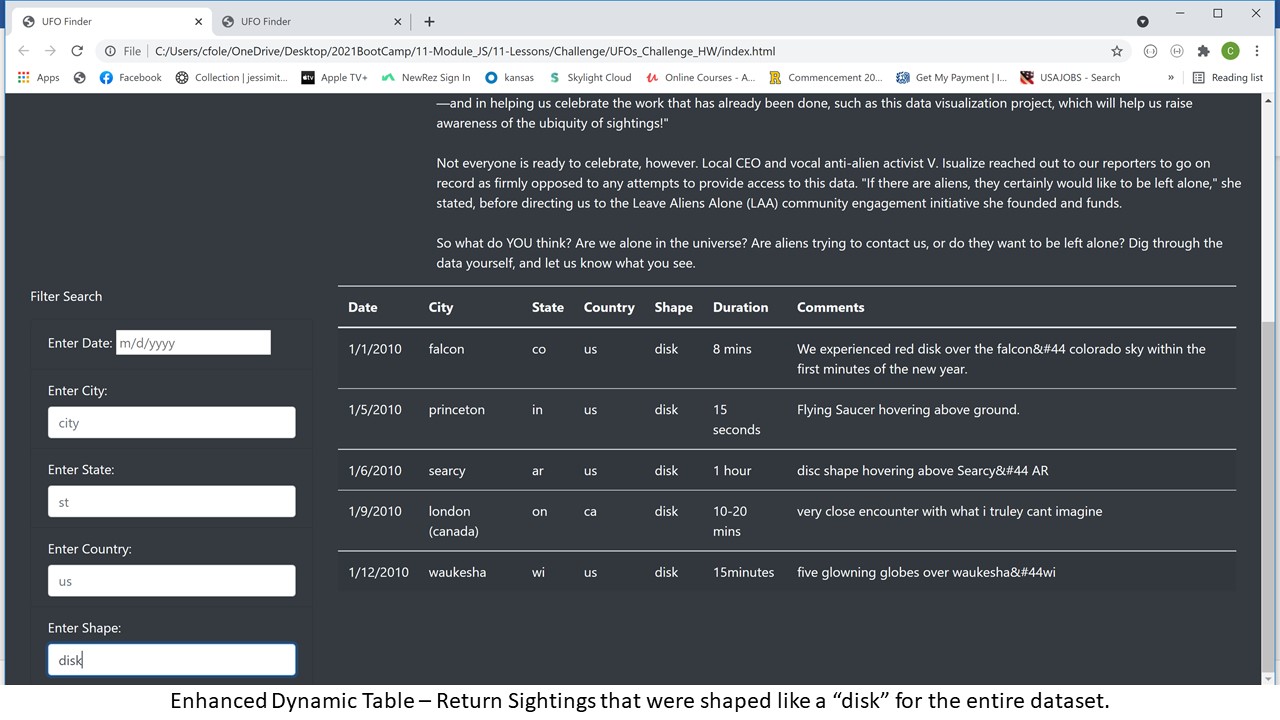 UFO Finder
UFO Finder
File C:/Users/cfole/OneDrive/Desktop/2021BootCamp/11-Module_JS/11-Lessons/Challenge/UFOs_Challenge_HW/index.html
C
Apps Facebook Collection | jessimit... Apple TV+ NewRez Sign In kansas Skylight Cloud Online Courses - A... Commencement 20... Get My Payment | I... USAJOBS - Search » Reading list
—and in helping us celebrate the work that has already been done, such as this data visualization project, which will help us raise
awareness of the ubiquity of sightings!"
Not everyone is ready to celebrate, however. Local CEO and vocal anti-alien activist V. Isualize reached out to our reporters to go on
record as firmly opposed to any attempts to provide access to this data. "If there are aliens, they certainly would like to be left alone," she
stated, before directing us to the Leave Aliens Alone (LAA) community engagement initiative she founded and funds.
So what do YOU think? Are we alone in the universe? Are aliens trying to contact us, or do they want to be left alone? Dig through the
data yourself, and let us know what you see.
Filter Search
Enter Date: m/d/yyyy
Enter City:
city
Enter State:
st
Enter Country:
us
Enter Shape:
disk
Date City State Country Shape Duration Comments
1/1/2010 falcon co us disk 8 mins We experienced red disk over the falcon&#44 colorado sky within the
first minutes of the new year.
1/5/2010 princeton in us disk 15 Flying Saucer hovering above ground.
seconds
1/6/2010 searcy ar us disk 1 hour disc shape hovering above Searcy&#44 AR
1/9/2010 london on ca disk 10-20 very close encounter with what i truley cant imagine
(canada) mins
1/12/2010 waukesha wi us disk 15minutes five glowning globes over waukesha&#44wi
Enhanced Dynamic Table – Return Sightings that were shaped like a “disk” for the entire dataset.